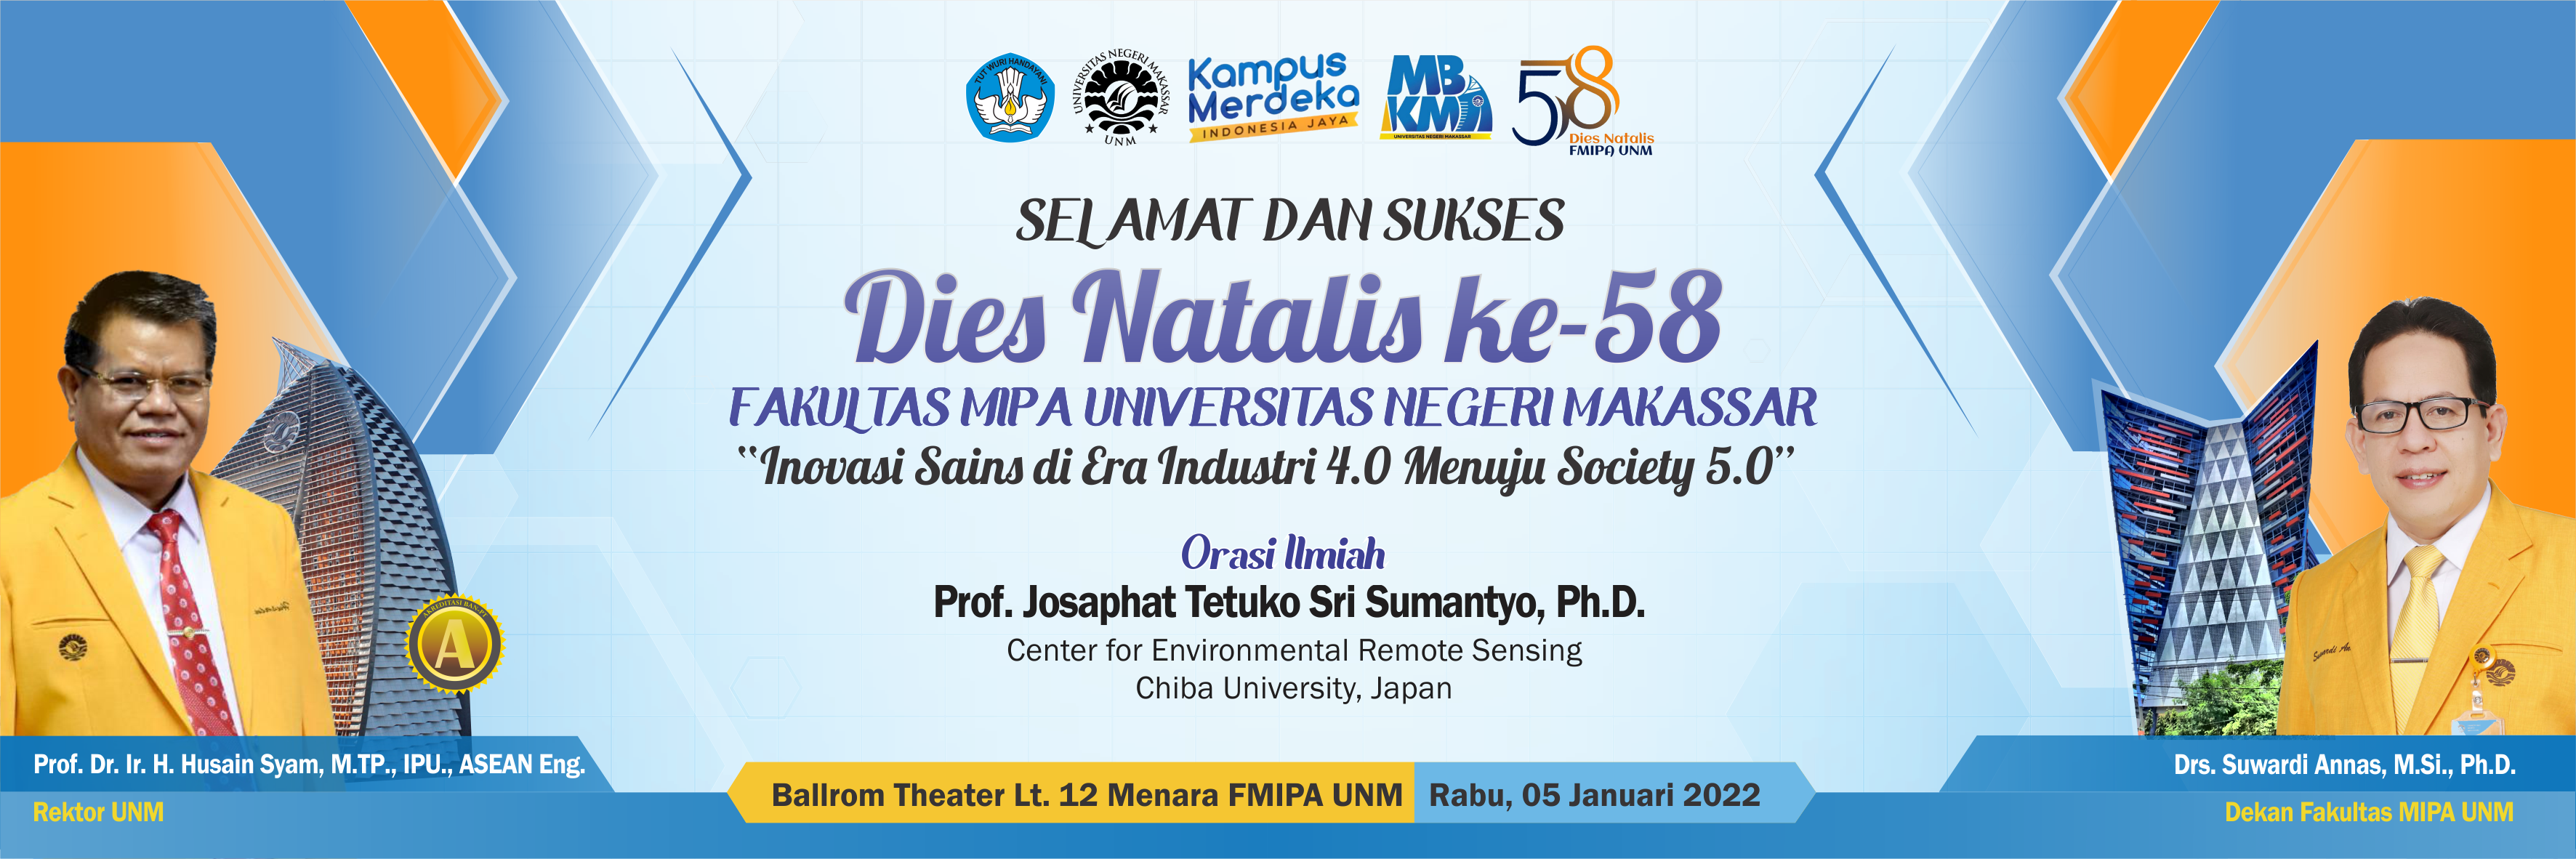 TUT WURI HANDAYANI
UNIVERSITAS NEGERI MAKASSAR
UNM
Kampus
Merdeka
INDONESIA JAYA
MB
KM
UNIVERSITAS NEGERI MAKASSAR
58
Dies Natalis
FMIPA UNM
SELAMAT DAN SUKSES
Dies Natalis ke-58
FAKULTAS MIPA UNIVERSITAS NEGERI MAKASSAR
“Inovasi Sains di Era Industri 4.0 Menuju Society 5.0”
Orasi Ilmiah
Prof. Josaphat Tetuko Sri Sumantyo, Ph.D.
Center for Environmental Remote Sensing
Chiba University, Japan
AKREDITASI BAN-PT
A
Prof. Dr. Ir. H. Husain Syam, M.TP., IPU., ASEAN Eng.
Rektor UNM
Ballrom Theater Lt. 12 Menara FMIPA UNM
Rabu, 05 Januari 2022
Drs. Suwardi Annas, M.Si., Ph.D.
Dekan Fakultas MIPA UNM